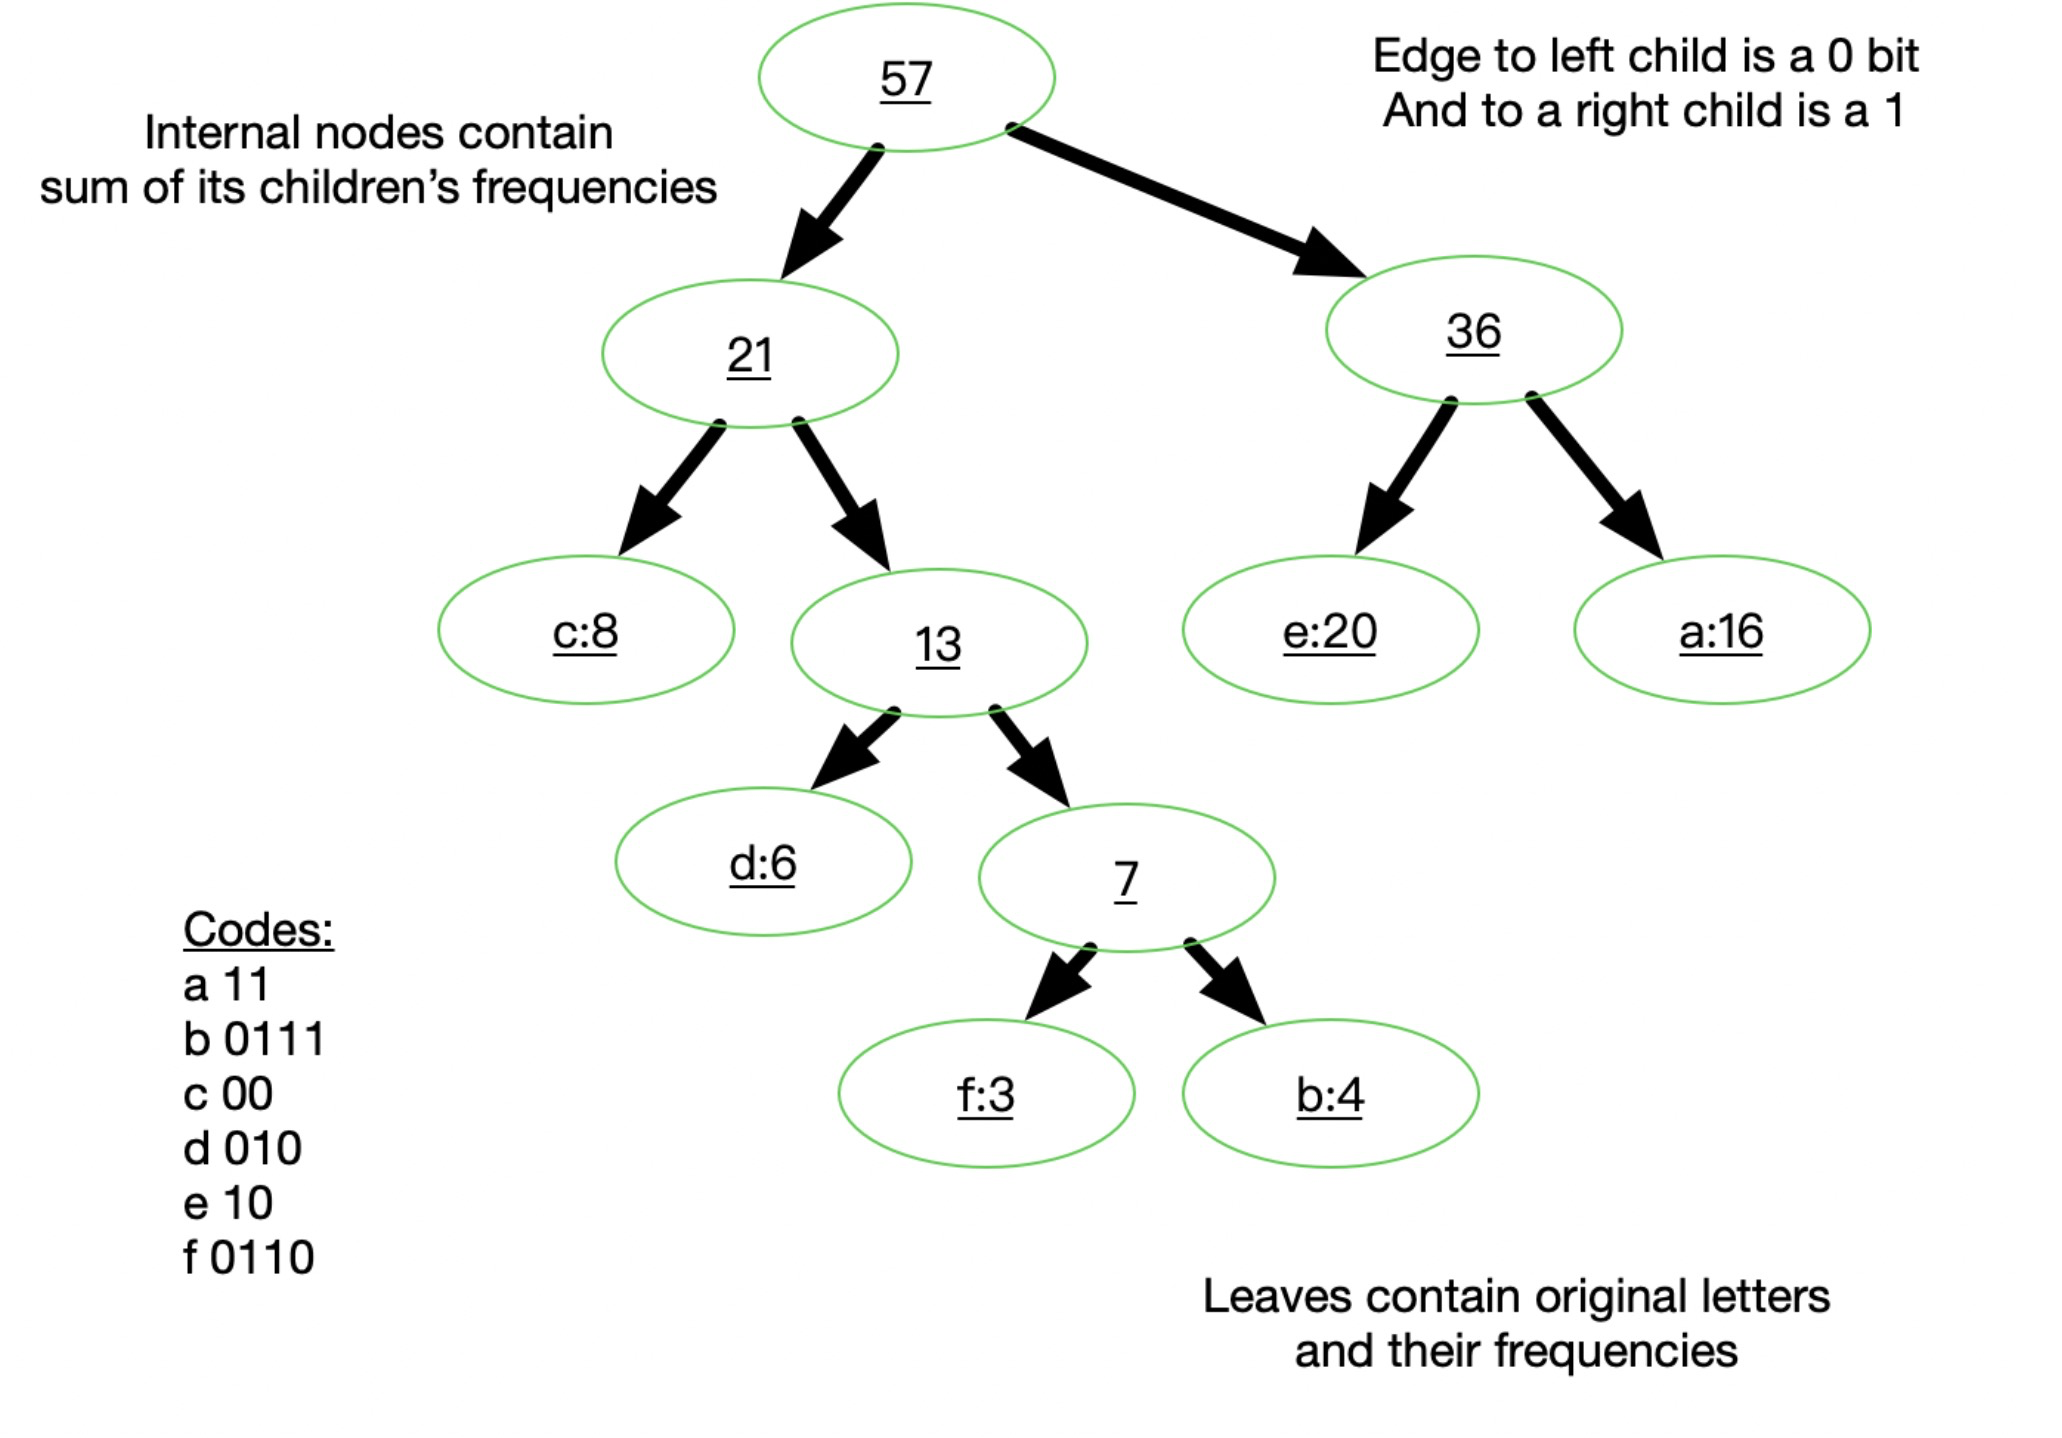 57
Edge to left child is a 0 bit
And to a right child is a 1
Internal nodes contain
sum of its children’s frequencies
21
36
c:8
13
e:20
a:16
d:6
7
f:3
b:4
Codes:
a 11
b 0111
c 00
d 010
e 10
f 0110
Leaves contain original letters
and their frequencies